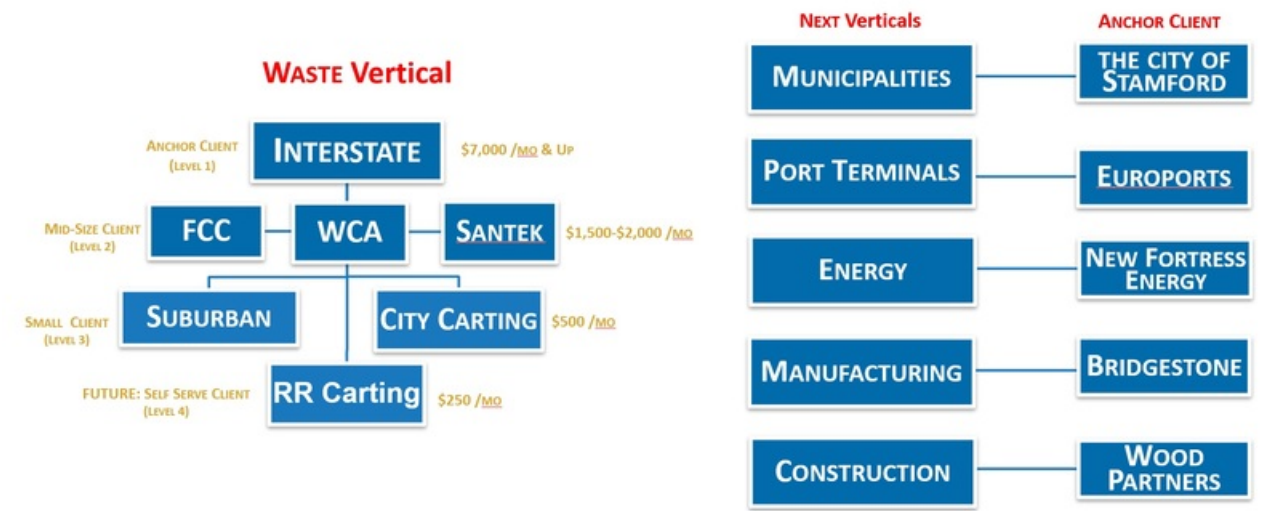 WASTE Vertical
ANCHOR CLIENT
(LEVEL 1)
INTERSTATE
$7,000 /MO & UP
MID-SIZE CLIENT
(LEVEL 2)
FCC
WCA
SANTEK
$1,500-$2,000 /MO
SMALL CLIENT
(LEVEL 3)
SUBURBAN
CITY CARTING
$500 /MO
FUTURE: SELF SERVE CLIENT
(LEVEL 4)
RR Carting
$250 /MO
NEXT Verticals
ANCHOR CLIENT
MUNICIPALITIES
THE CITY OF
STAMFORD
PORT TERMINALS
EUROPORTS
ENERGY
NEW FORTRESS
ENERGY
MANUFACTURING
BRIDGESTONE
CONSTRUCTION
WOOD
PARTNERS